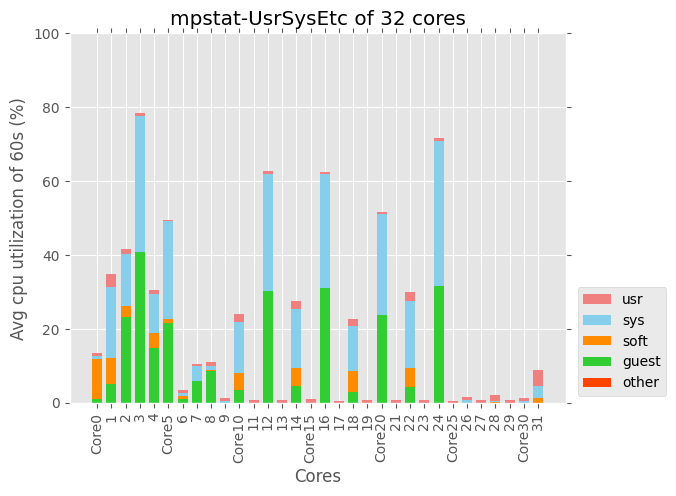 mpstat-UsrSysEtc of 32 cores
Avg cpu utilization of 60s (%)
100
80
60
40
20
0
Core0
1
2
3
4
Core5
6
7
8
9
Core10
11
12
13
14
Core15
16
17
18
19
Core20
21
22
23
24
Core25
26
27
28
29
Core30
31
Cores
usr
sys
soft
guest
other